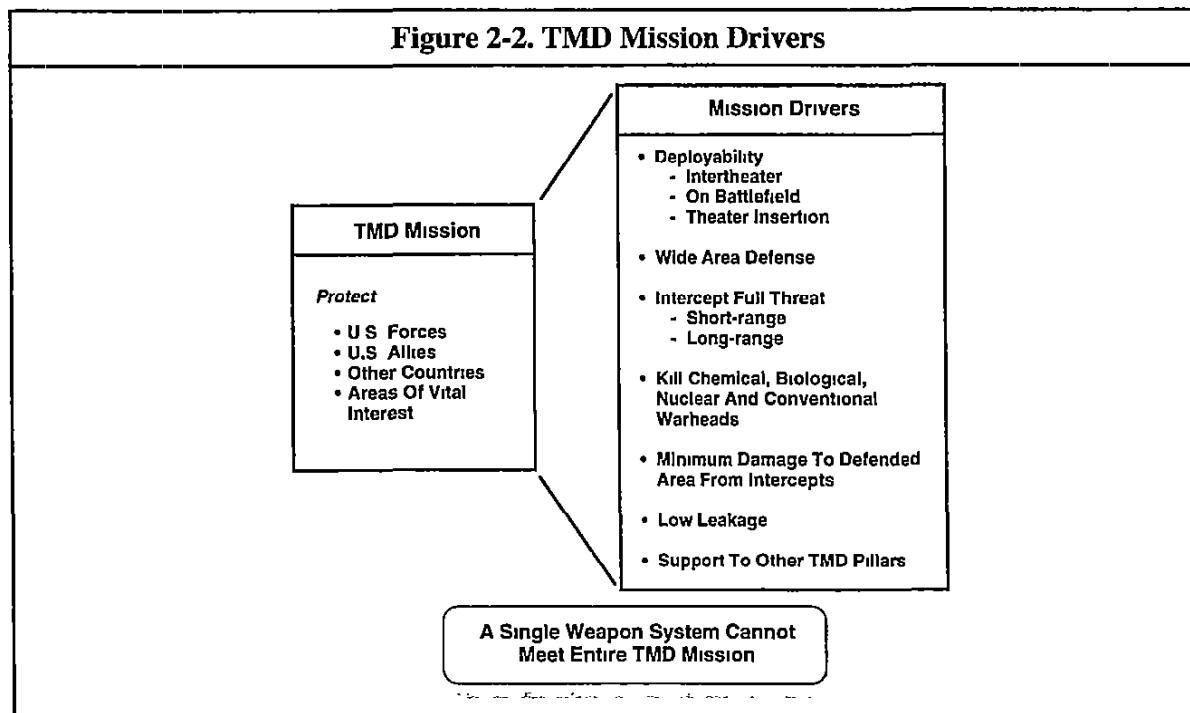 Figure 2-2. TMD Mission Drivers
TMD Mission
Protect
• U S Forces
• U.S Allies
• Other Countries
• Areas Of Vital
Interest
Mission Drivers
• Deployability
- Intertheater
- On Battlefield
- Theater Insertion
• Wide Area Defense
• Intercept Full Threat
- Short-range
- Long-range
• Kill Chemical, Biological,
Nuclear And Conventional
Warheads
• Minimum Damage To Defended
Area From Intercepts
• Low Leakage
• Support To Other TMD Pillars
A Single Weapon System Cannot
Meet Entire TMD Mission